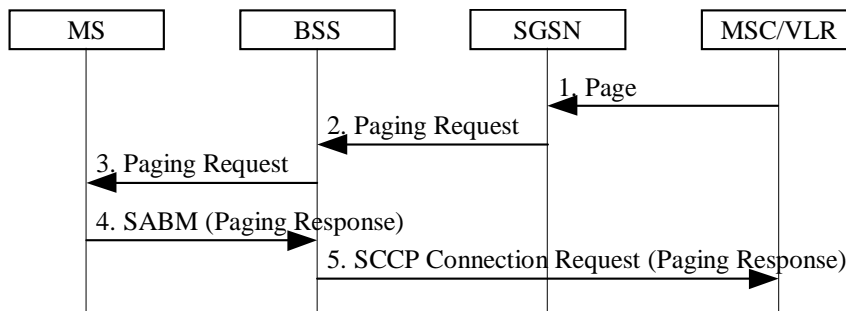 MS
BSS
SGSN
MSC/VLR
1. Page
2. Paging Request
3. Paging Request
4. SABM (Paging Response)
5. SCCP Connection Request (Paging Response)